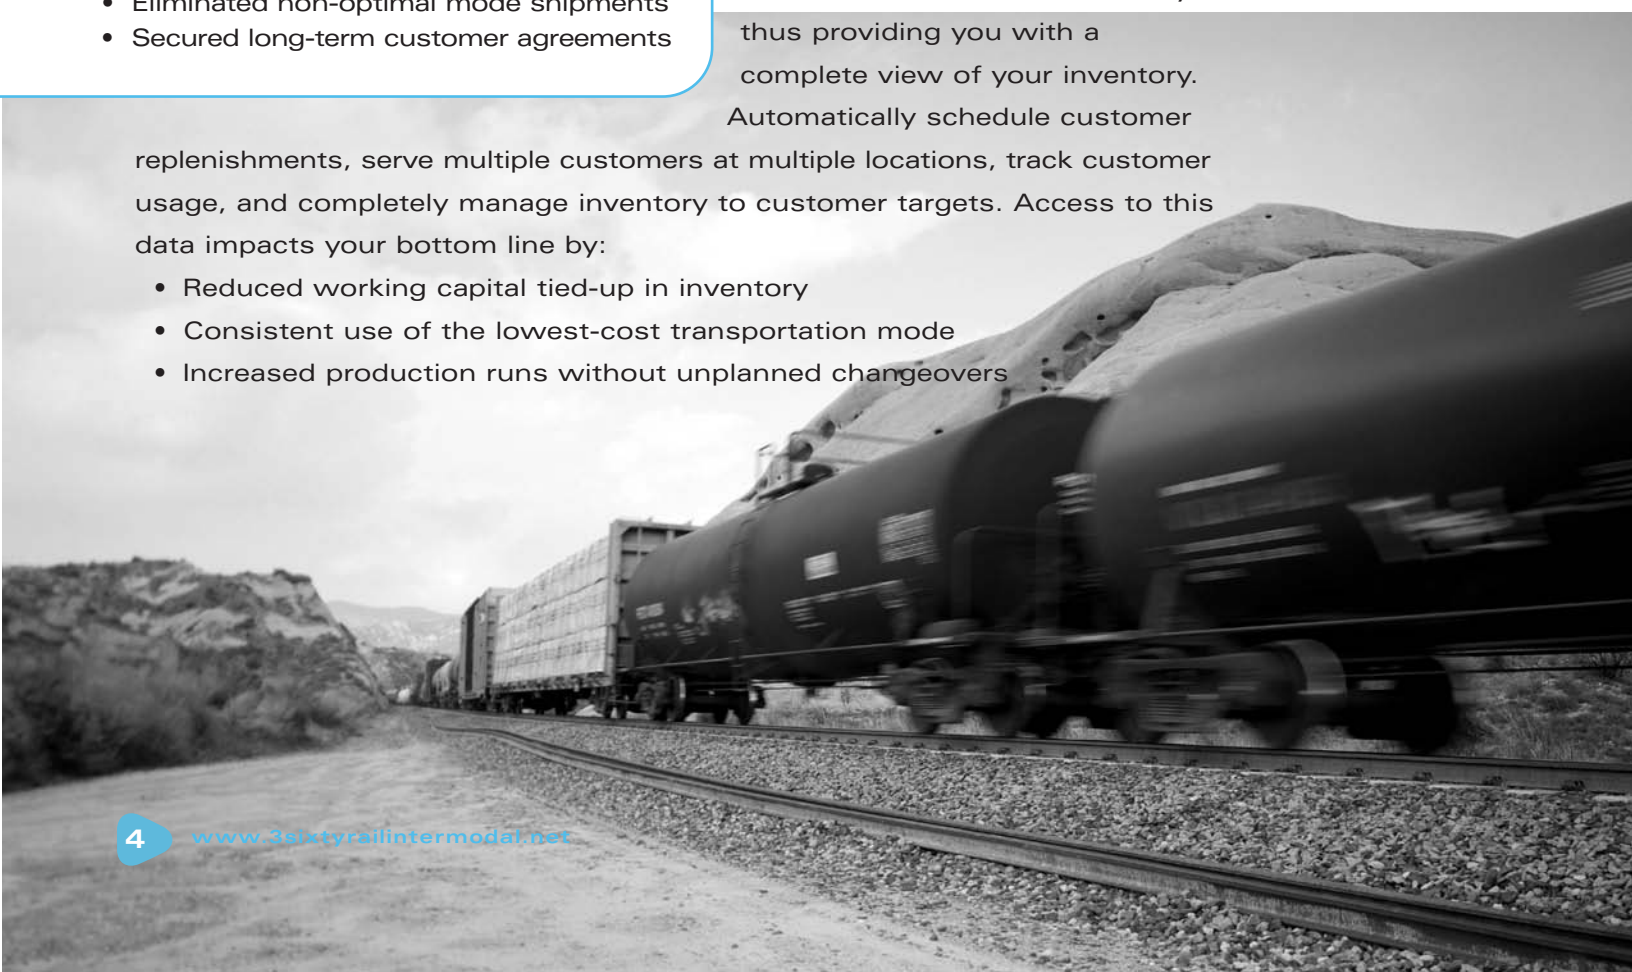 • Eliminated non-optimal mode shipments
• Secured long-term customer agreements
thus providing you with a
complete view of your inventory.
Automatically schedule customer
replenishments, serve multiple customers at multiple locations, track customer
usage, and completely manage inventory to customer targets. Access to this
data impacts your bottom line by:
• Reduced working capital tied-up in inventory
• Consistent use of the lowest-cost transportation mode
• Increased production runs without unplanned changeovers
4 www.3sixtyrailintermodal.net